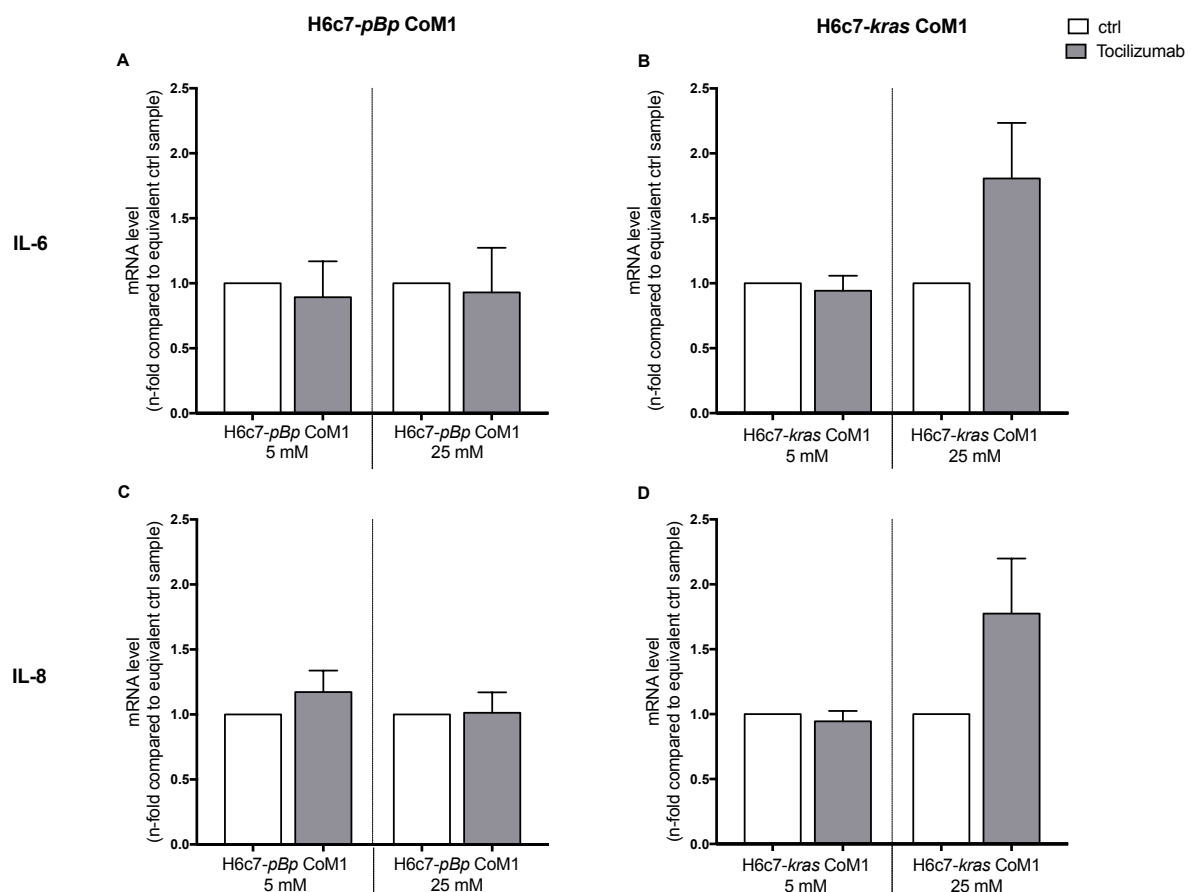 H6c7-pBp CoM1
H6c7-kras CoM1
ctrl
Tocilizumab
A
mRNA level
(n-fold compared to equivalent ctrl sample)
2.5
2.0
1.5
1.0
0.5
0.0
H6c7-pBp CoM1
5 mM
H6c7-pBp CoM1
25 mM
B
mRNA level
(n-fold compared to equivalent ctrl sample)
2.5
2.0
1.5
1.0
0.5
0.0
H6c7-kras CoM1
5 mM
H6c7-kras CoM1
25 mM
IL-6
C
mRNA level
(n-fold compared to euqivalent ctrl sample)
2.5
2.0
1.5
1.0
0.5
0.0
H6c7-pBp CoM1
5 mM
H6c7-pBp CoM1
25 mM
D
mRNA level
(n-fold compared to equivalent ctrl sample)
2.5
2.0
1.5
1.0
0.5
0.0
H6c7-kras CoM1
5 mM
H6c7-kras CoM1
25 mM
IL-8